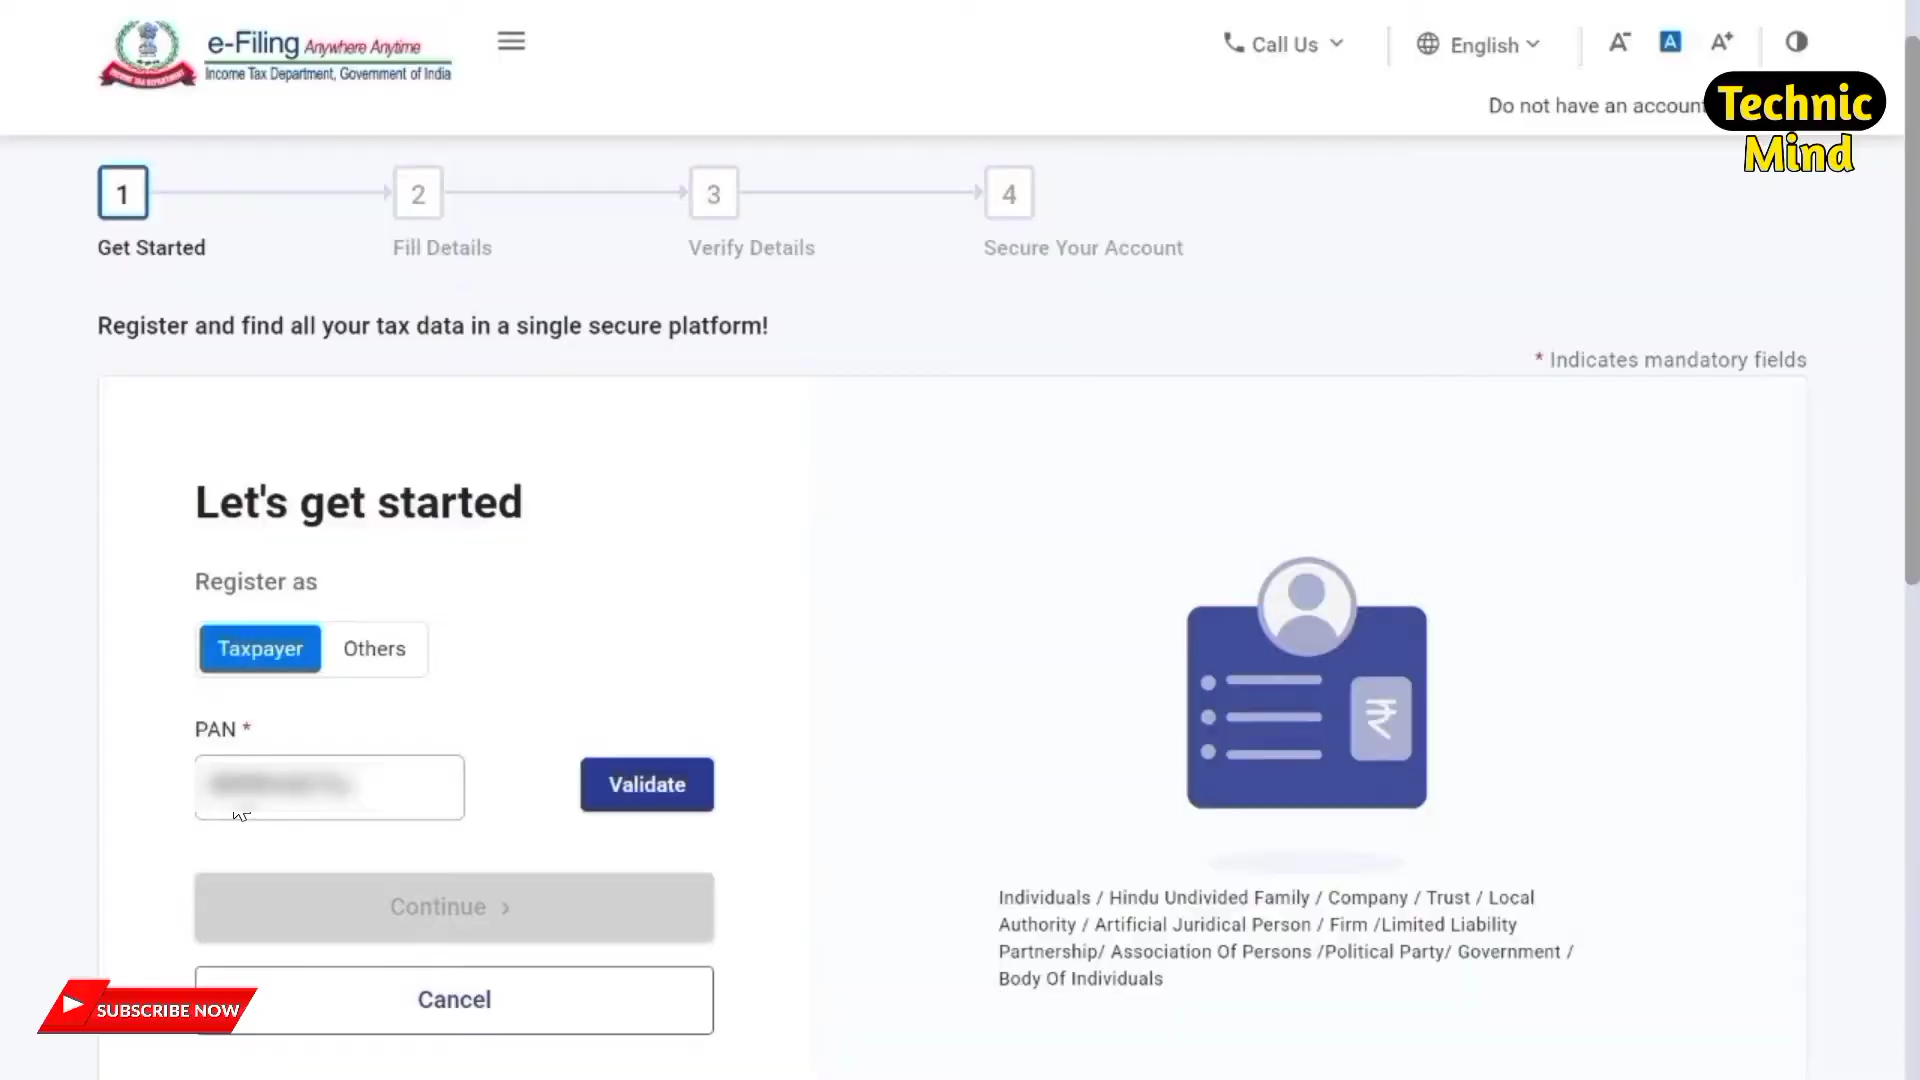 e-Filing Anywhere Anytime
Income Tax Department, Government of India
Call Us
English
A-
A
A+
Do not have an account
Technic
Mind
1
2
3
4
Get Started
Fill Details
Verify Details
Secure Your Account
Register and find all your tax data in a single secure platform!
* Indicates mandatory fields
Let's get started
Register as
Taxpayer
Others
PAN *
Validate
Continue >
Cancel
₹
Individuals / Hindu Undivided Family / Company / Trust / Local
Authority / Artificial Juridical Person / Firm /Limited Liability
Partnership/ Association Of Persons /Political Party/ Government /
Body Of Individuals
SUBSCRIBE NOW